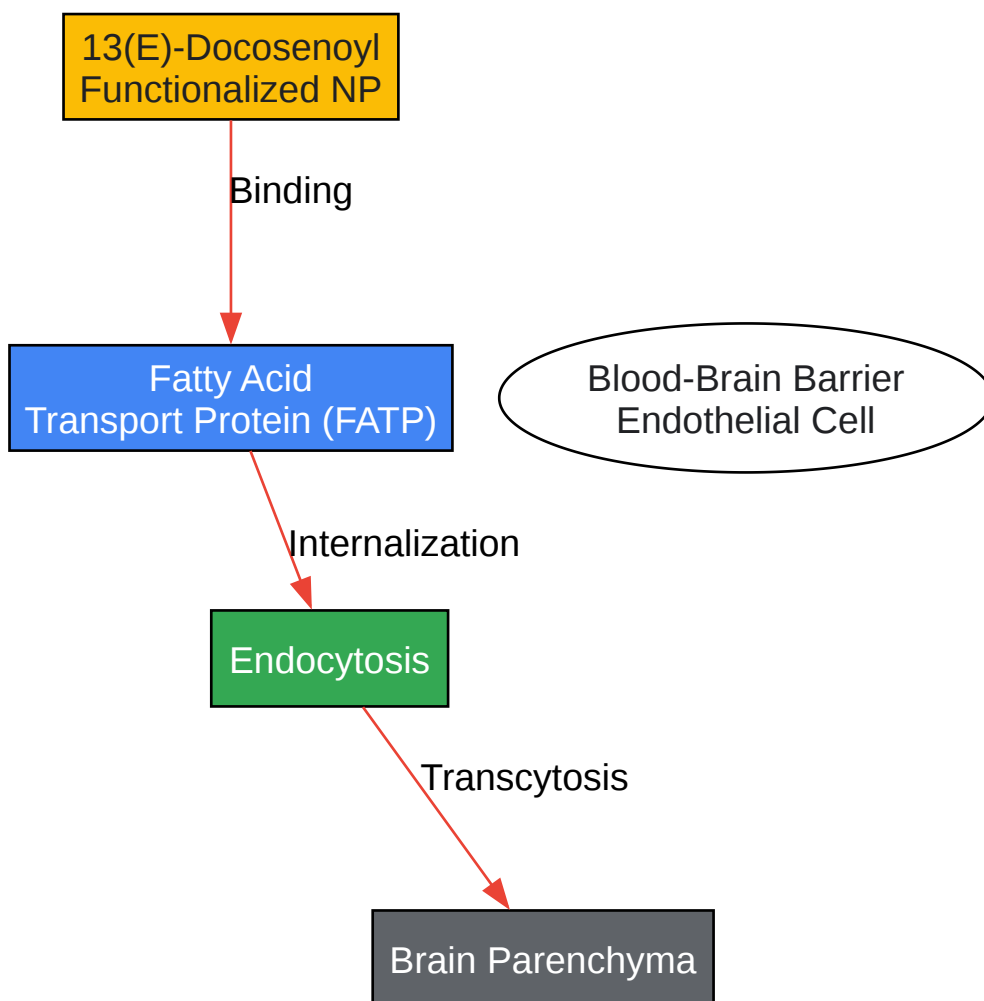 13(E)-Docosenoyl
Functionalized NP
Binding
Fatty Acid
Transport Protein (FATP)
Blood-Brain Barrier
Endothelial Cell
Internalization
Endocytosis
Transcytosis
Brain Parenchyma